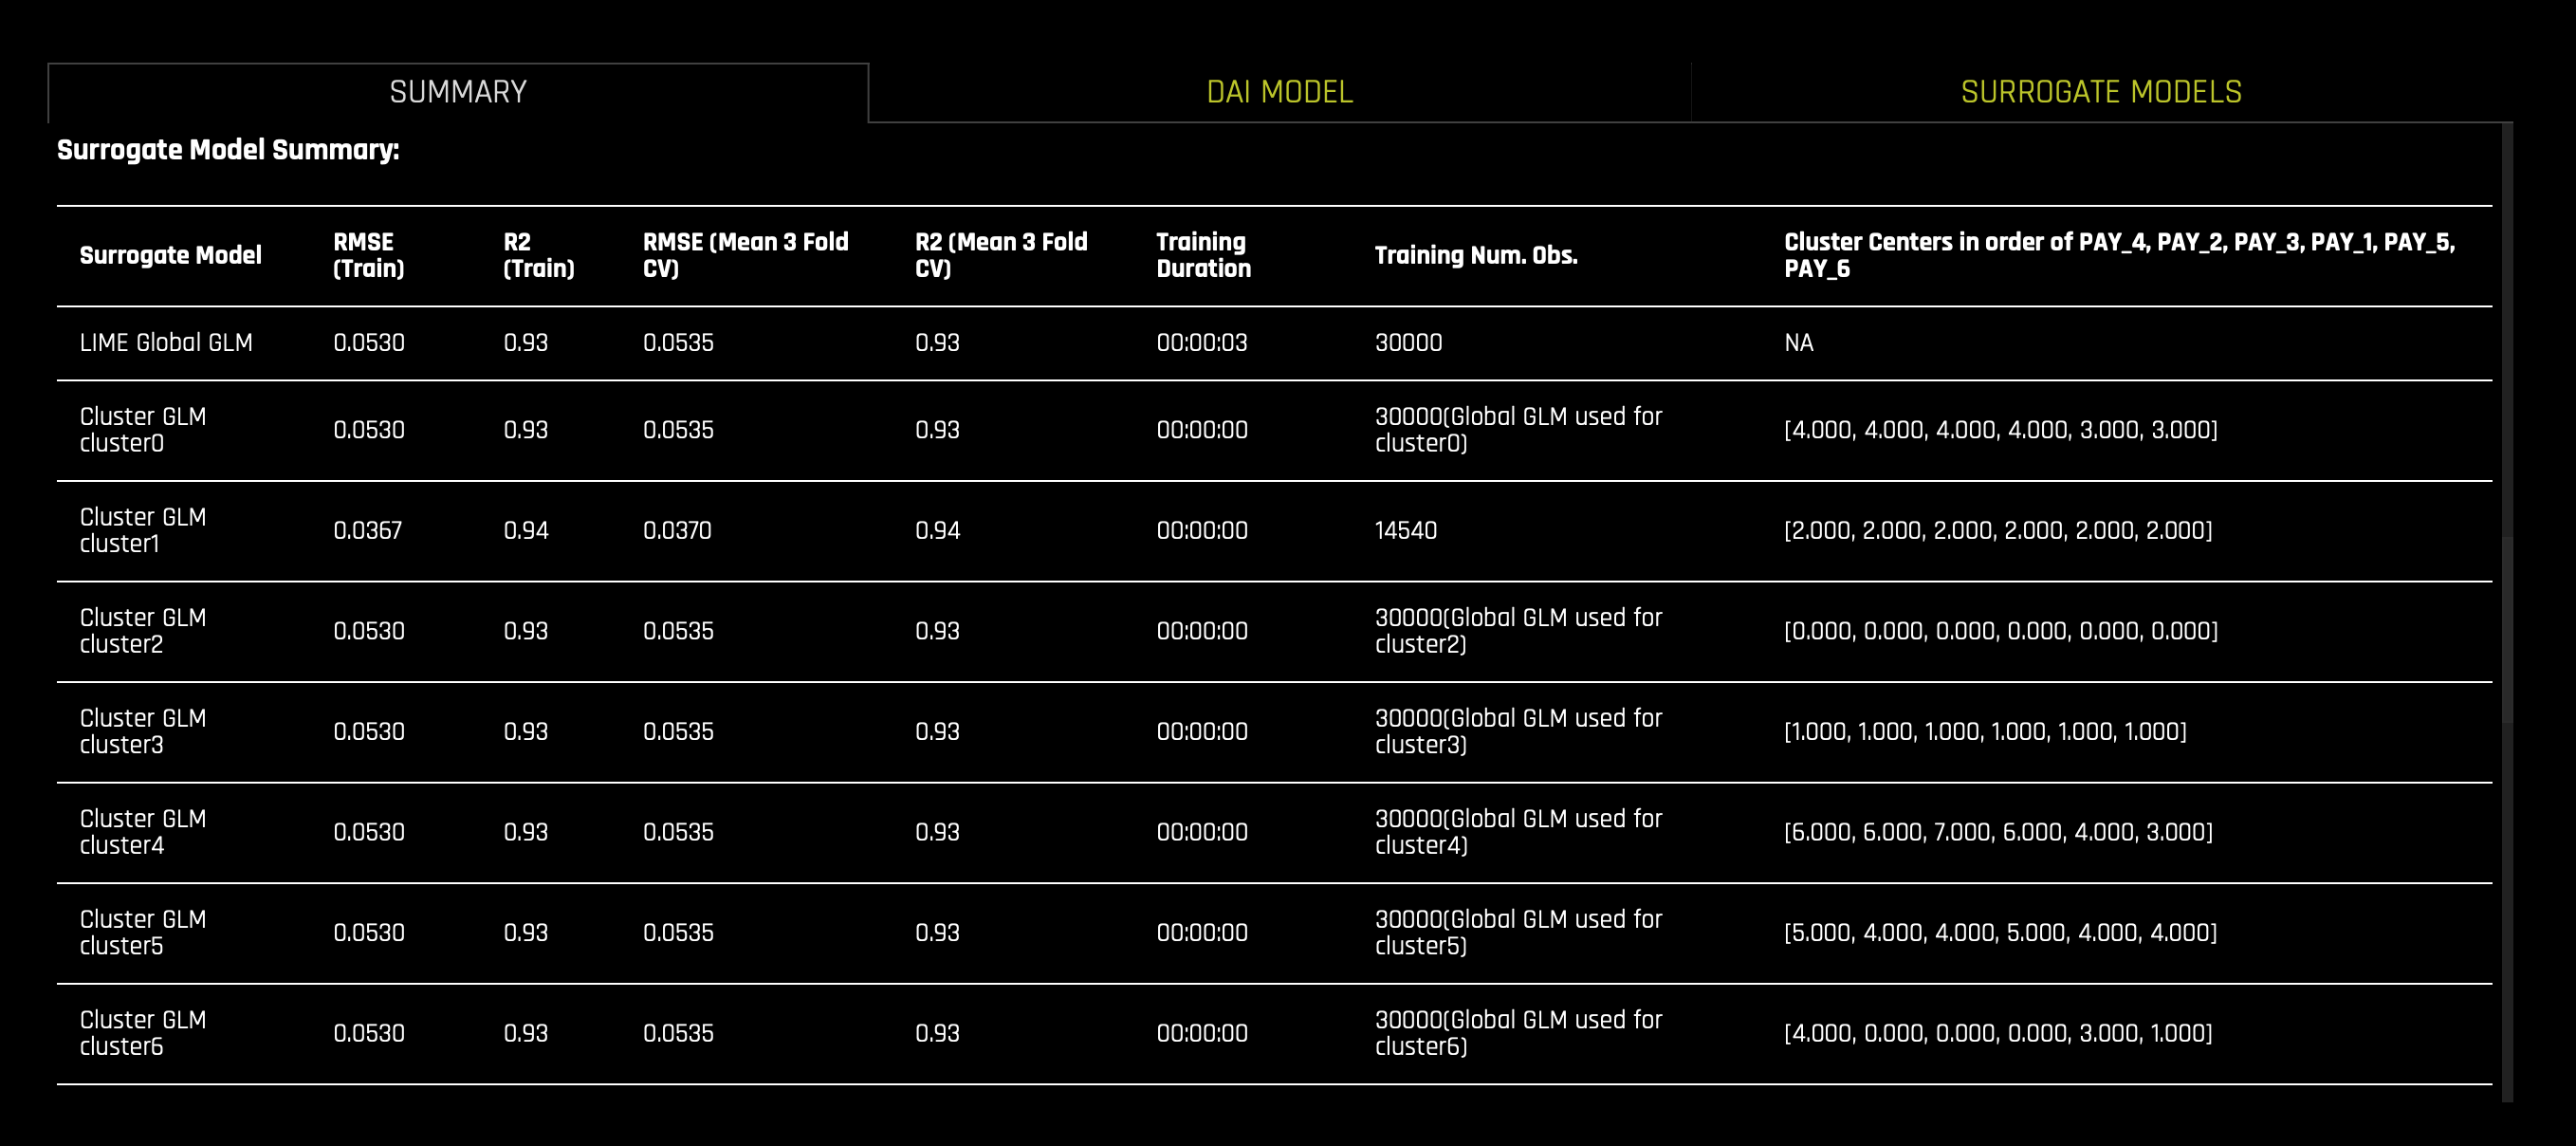 SUMMARY
DAI MODEL
SURROGATE MODELS
Surrogate Model Summary:
Surrogate Model
RMSE
(Train)
R2
(Train)
RMSE (Mean 3 Fold
CV)
R2 (Mean 3 Fold
CV)
Training
Duration
Training Num. Obs.
Cluster Centers in order of PAY_4, PAY_2, PAY_3, PAY_1, PAY_5,
PAY_6
LIME Global GLM
0.0530
0.93
0.0535
0.93
00:00:03
30000
NA
Cluster GLM
cluster0
0.0530
0.93
0.0535
0.93
00:00:00
30000(Global GLM used for
cluster0)
[4.000, 4.000, 4.000, 4.000, 3.000, 3.000]
Cluster GLM
cluster1
0.0367
0.94
0.0370
0.94
00:00:00
14540
[2.000, 2.000, 2.000, 2.000, 2.000, 2.000]
Cluster GLM
cluster2
0.0530
0.93
0.0535
0.93
00:00:00
30000(Global GLM used for
cluster2)
[0.000, 0.000, 0.000, 0.000, 0.000, 0.000]
Cluster GLM
cluster3
0.0530
0.93
0.0535
0.93
00:00:00
30000(Global GLM used for
cluster3)
[1.000, 1.000, 1.000, 1.000, 1.000, 1.000]
Cluster GLM
cluster4
0.0530
0.93
0.0535
0.93
00:00:00
30000(Global GLM used for
cluster4)
[6.000, 6.000, 7.000, 6.000, 4.000, 3.000]
Cluster GLM
cluster5
0.0530
0.93
0.0535
0.93
00:00:00
30000(Global GLM used for
cluster5)
[5.000, 4.000, 4.000, 5.000, 4.000, 4.000]
Cluster GLM
cluster6
0.0530
0.93
0.0535
0.93
00:00:00
30000(Global GLM used for
cluster6)
[4.000, 0.000, 0.000, 0.000, 3.000, 1.000]